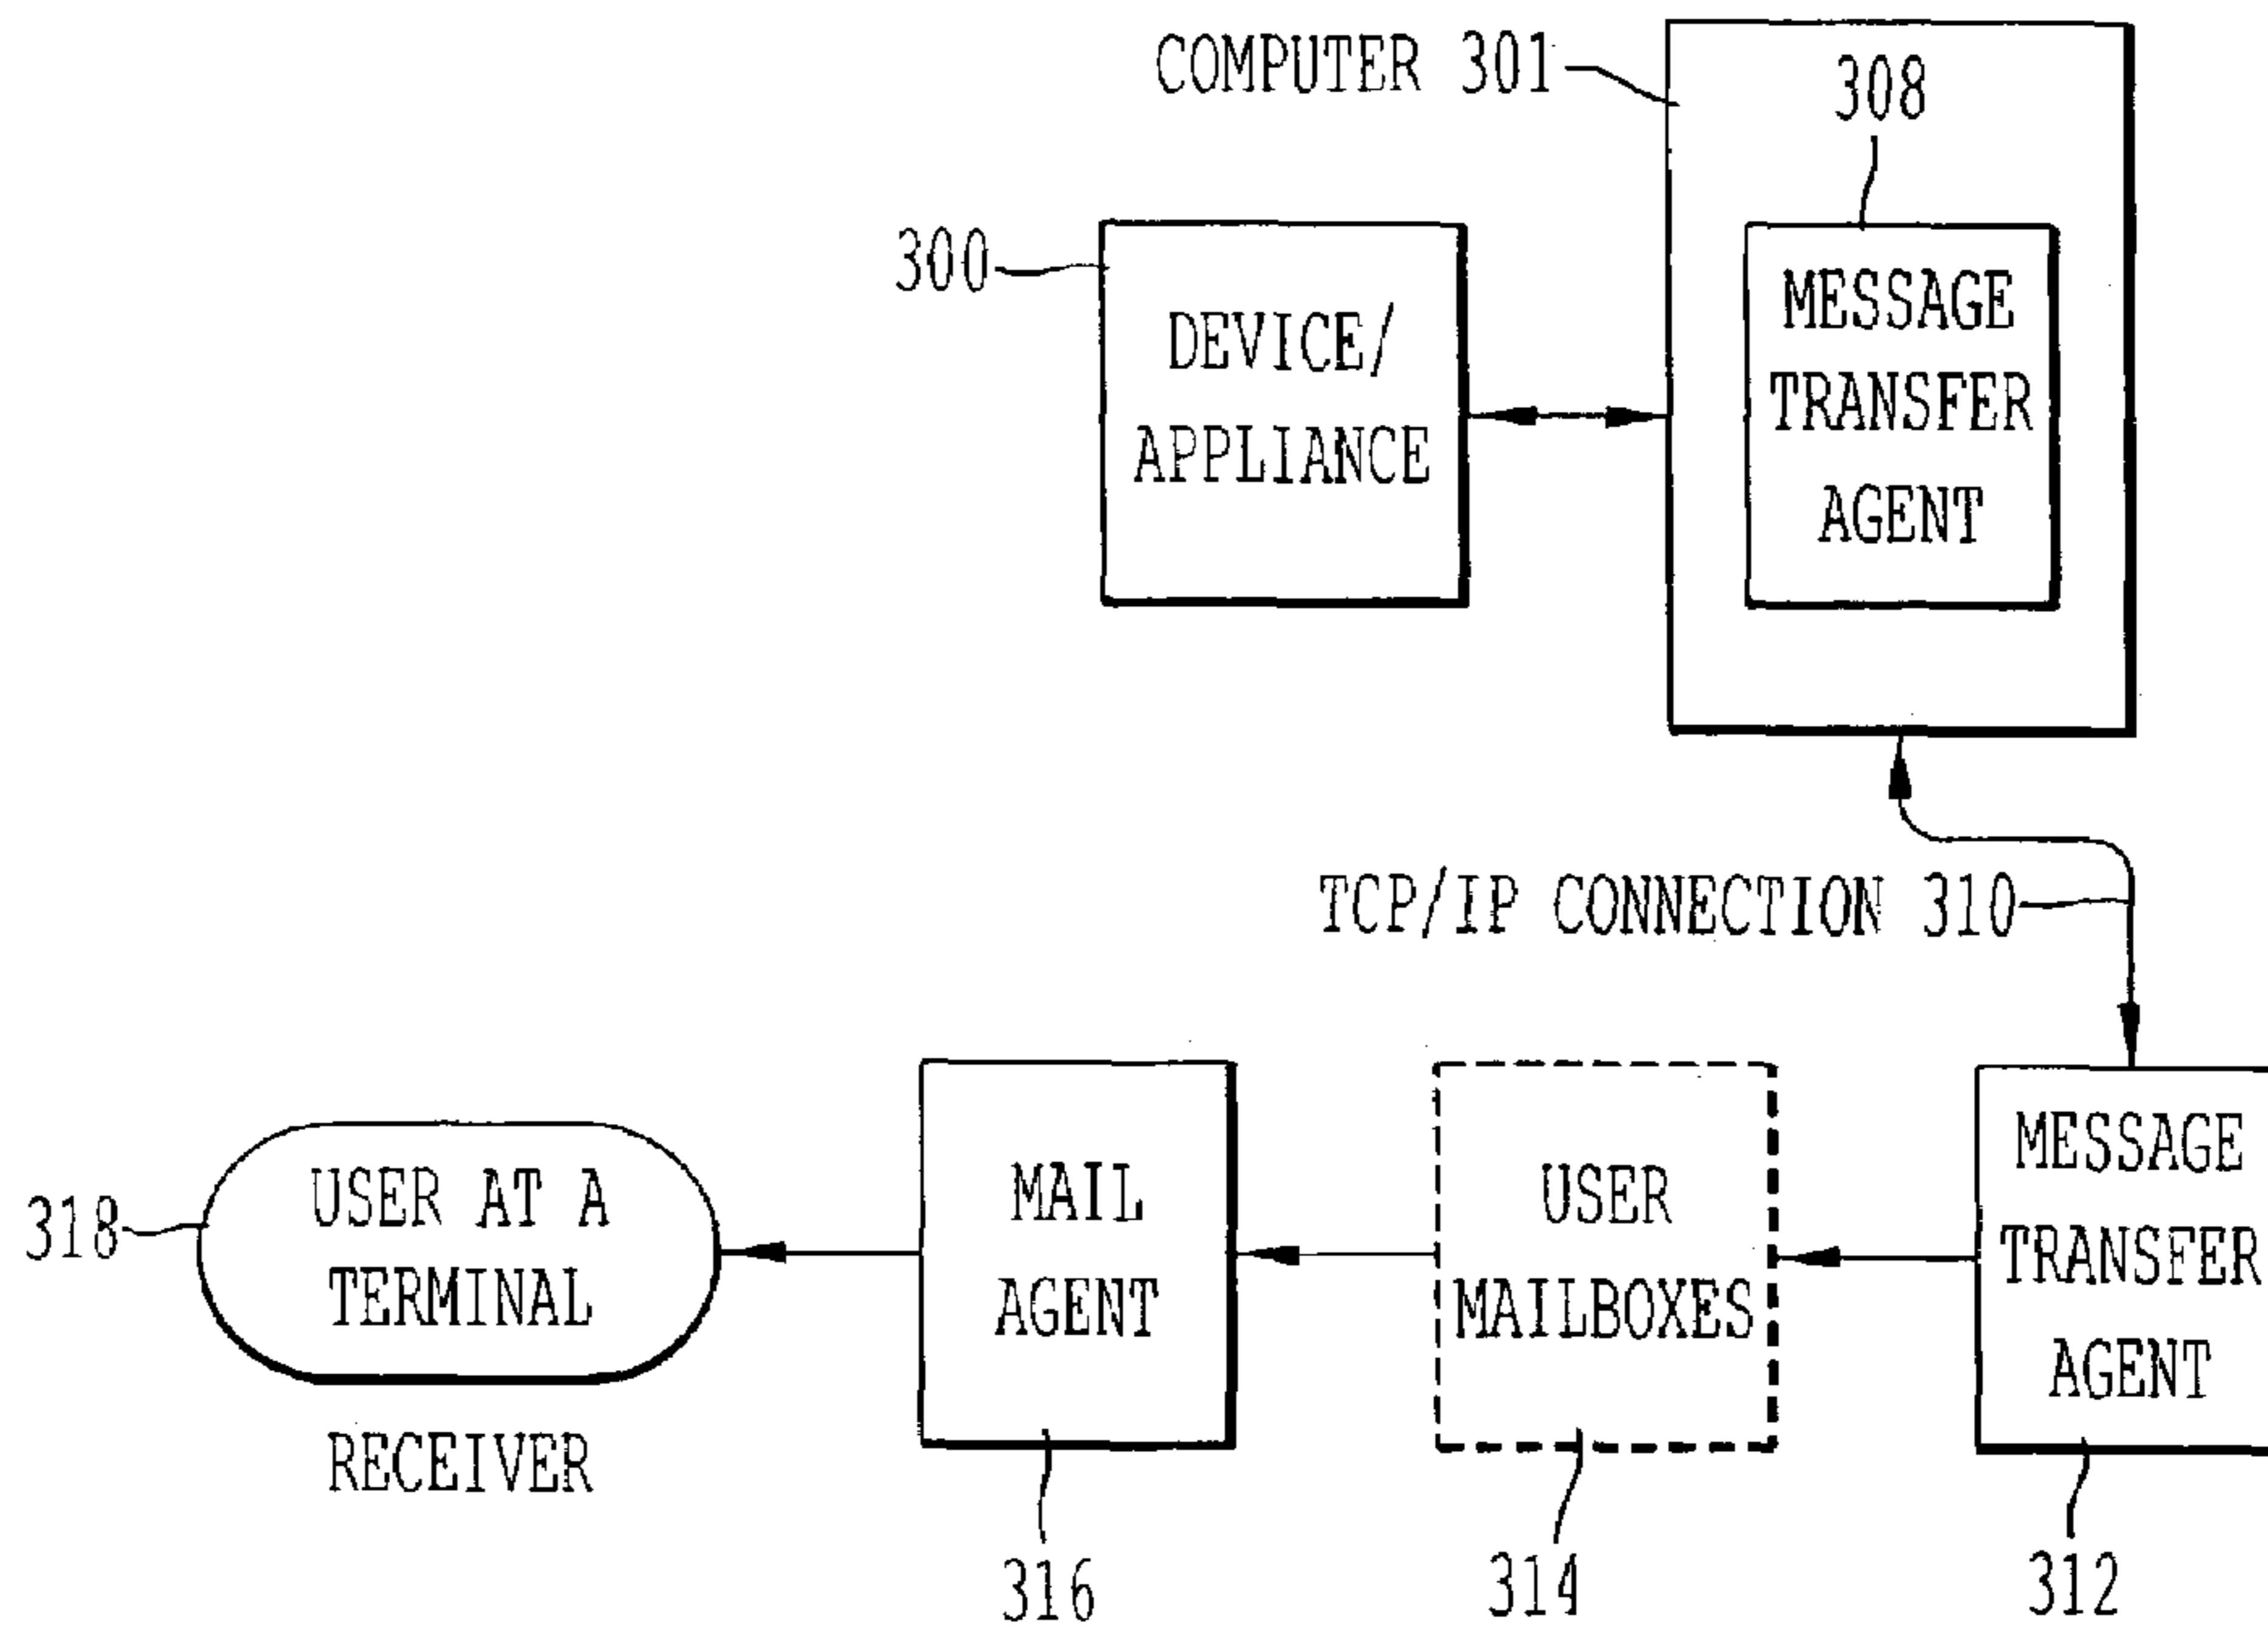 COMPUTER 301
308
300
DEVICE/
APPLIANCE
MESSAGE
TRANSFER
AGENT
TCP/IP CONNECTION 310
318
USER AT A
TERMINAL
RECEIVER
MAIL
AGENT
316
USER
MAILBOXES
314
MESSAGE
TRANSFER
AGENT
312